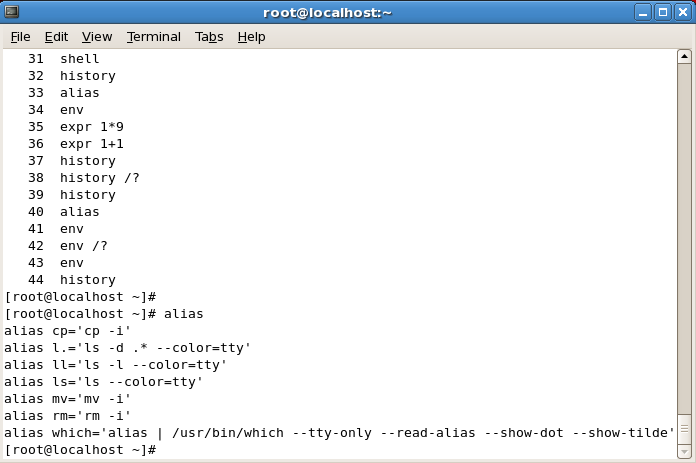 root@localhost:~
File Edit View Terminal Tabs Help
31 shell
32 history
33 alias
34 env
35 expr 1*9
36 expr 1+1
37 history
38 history /?
39 history
40 alias
41 env
42 env /?
43 env
44 history
[root@localhost ~]#
[root@localhost ~]# alias
alias cp='cp -i'
alias l.='ls -d .* --color=tty'
alias ll='ls -l --color=tty'
alias ls='ls --color=tty'
alias mv='mv -i'
alias rm='rm -i'
alias which='alias | /usr/bin/which --tty-only --read-alias --show-dot --show-tilde'
[root@localhost ~]#